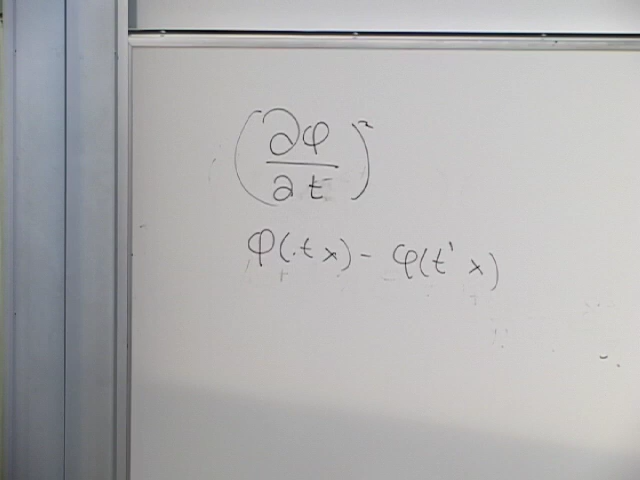 (∂φ/∂t)²
φ(t x) - φ(t' x)